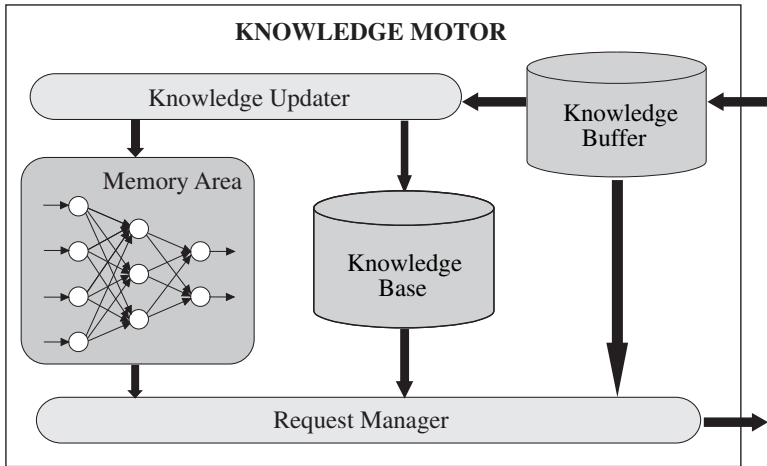 KNOWLEDGE MOTOR
Knowledge Updater
Knowledge
Buffer
Memory Area
Knowledge
Base
Request Manager